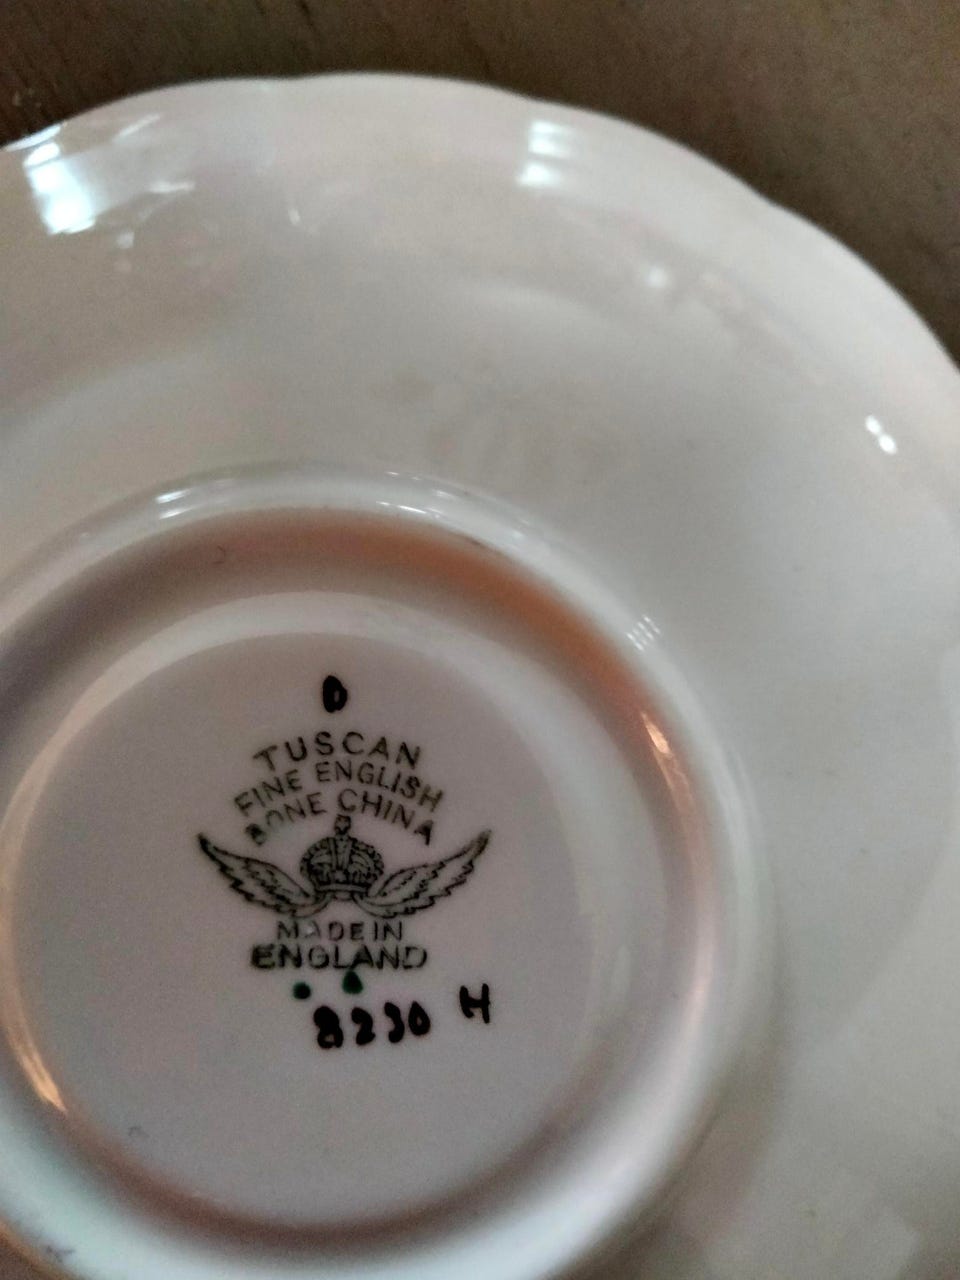 D
TUSCAN
FINE ENGLISH
BONE CHINA
MADE IN
ENGLAND
8230 H